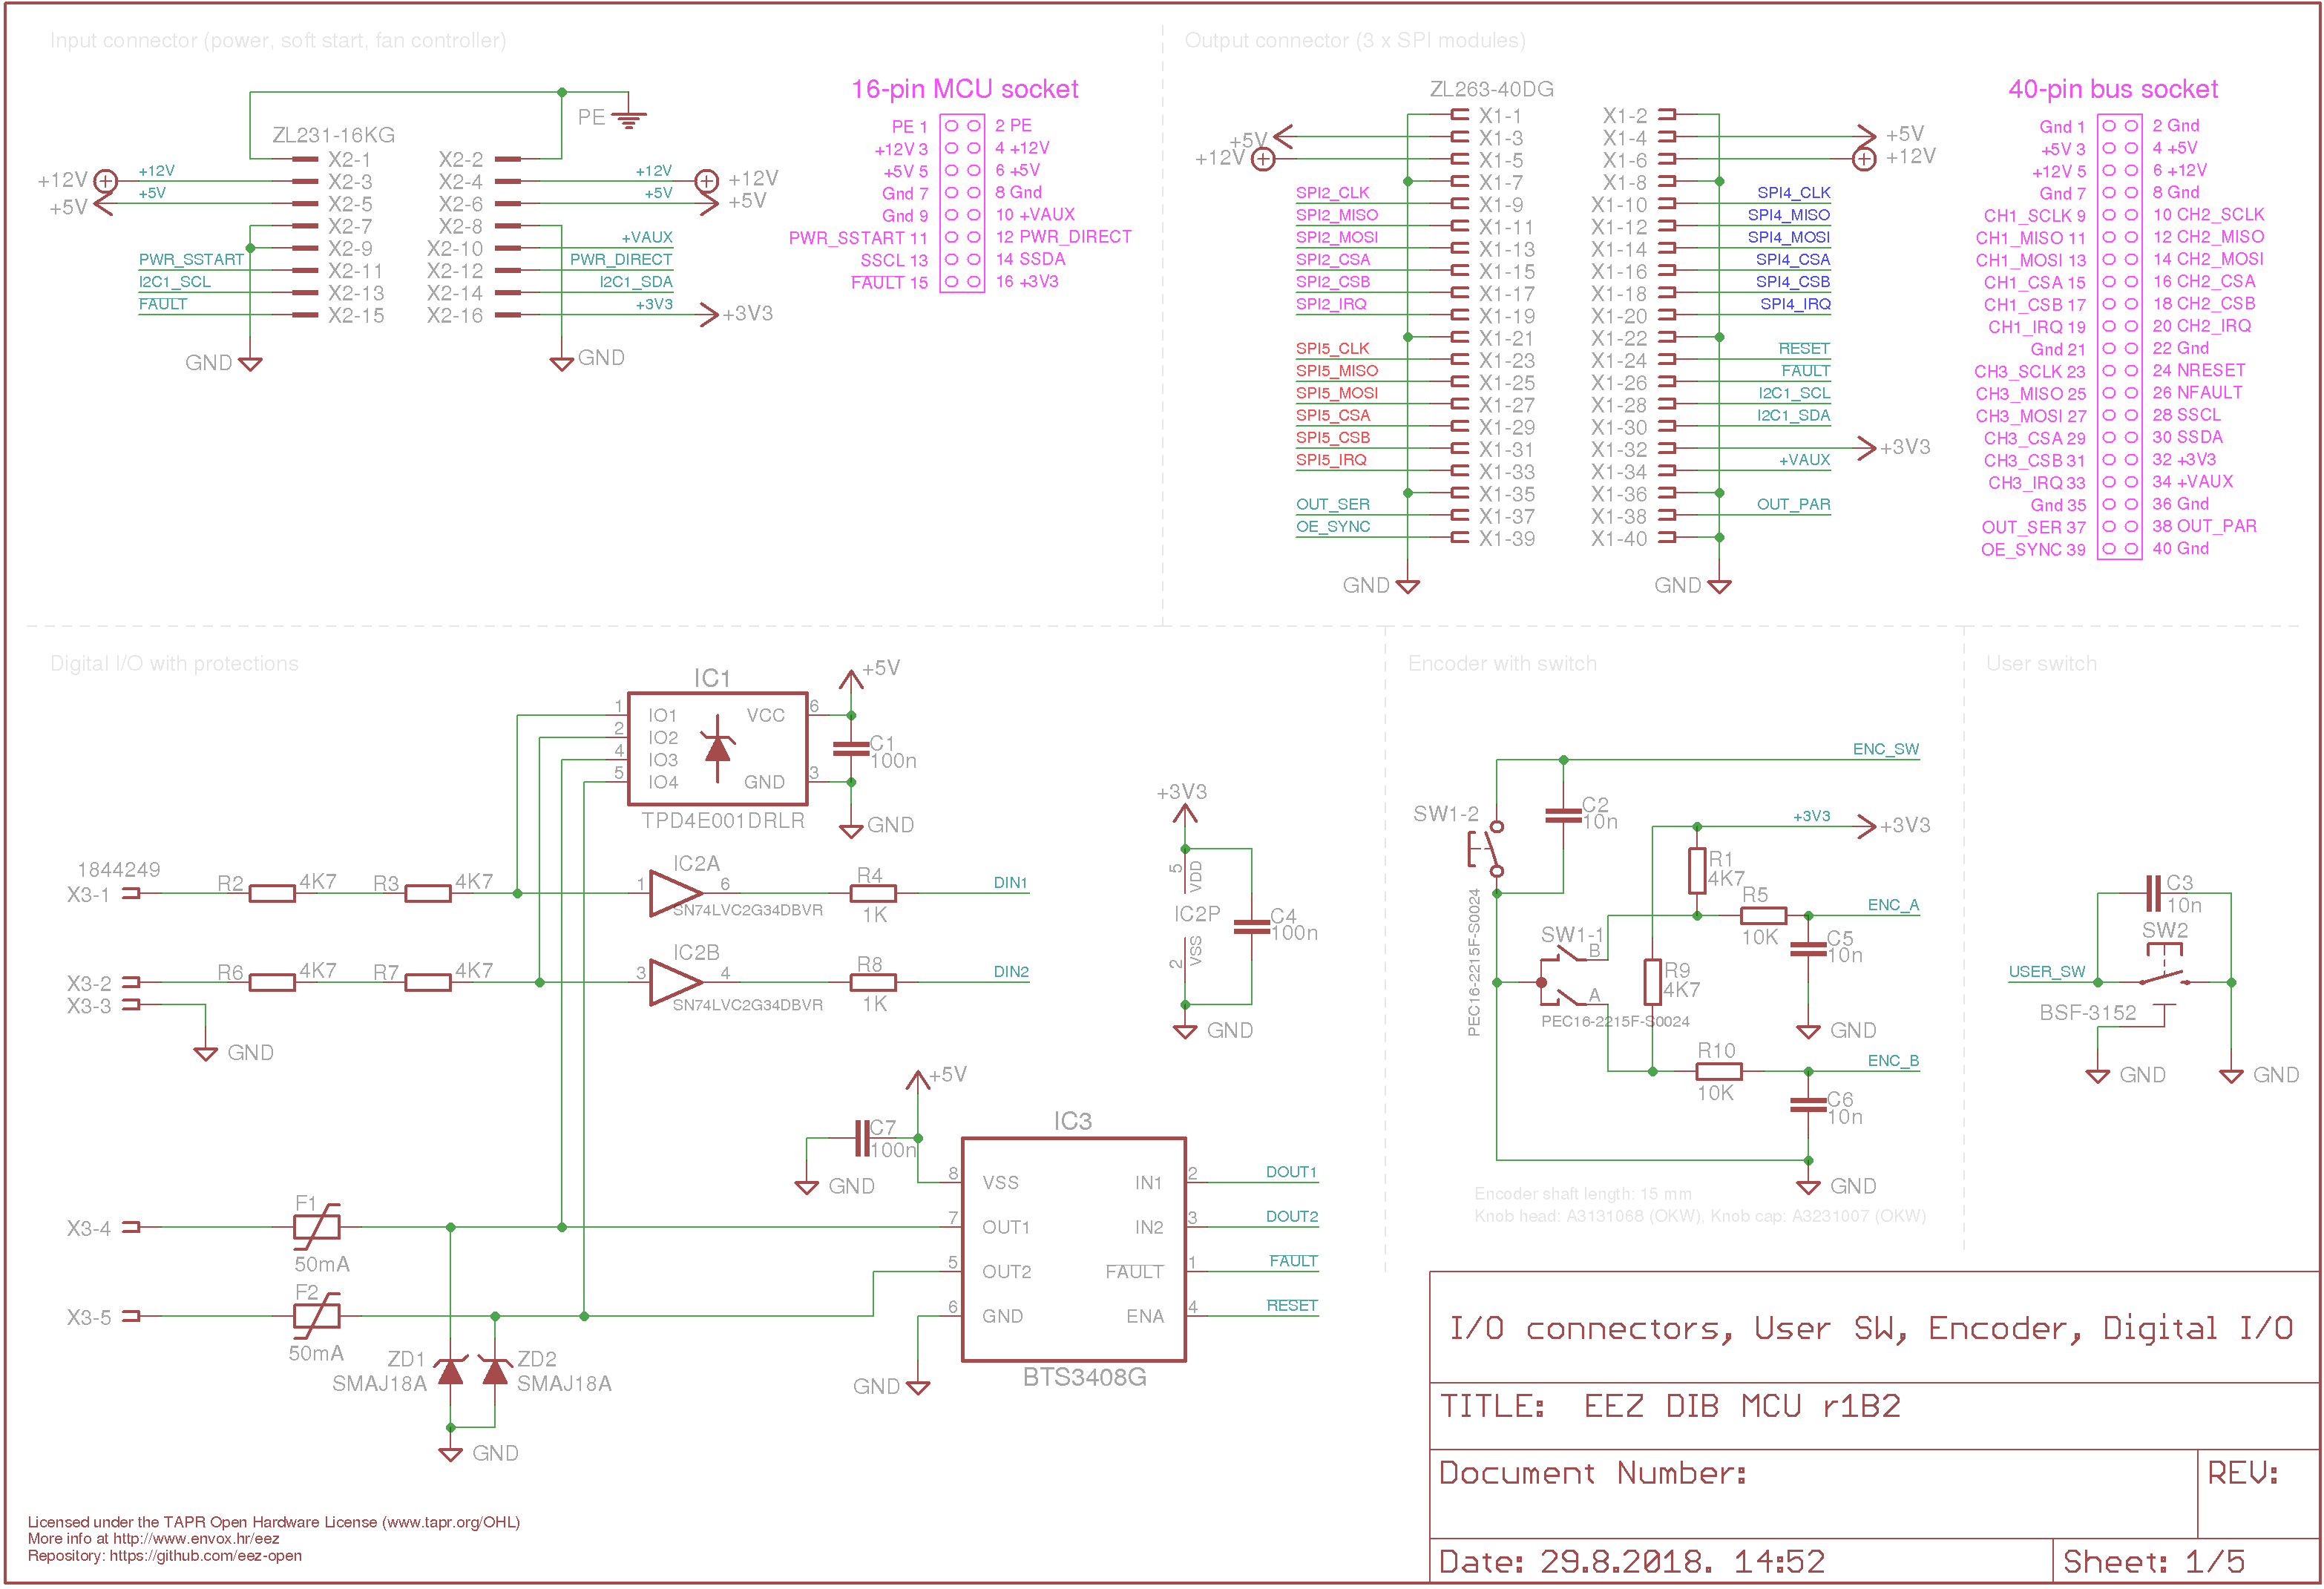 Input connector (power, soft start, fan controller)
PE
ZL231-16KG
X2-1 X2-2
+12V +12V X2-3 X2-4 +12V +12V
+5V +5V X2-5 X2-6 +5V +5V
X2-7 X2-8
X2-9 X2-10 +VAUX
PWR_SSTART X2-11 X2-12 PWR_DIRECT
I2C1_SCL X2-13 X2-14 I2C1_SDA
FAULT X2-15 X2-16 +3V3 +3V3
GND GND
16-pin MCU socket
PE 1 2 PE
+12V 3 4 +12V
+5V 5 6 +5V
Gnd 7 8 Gnd
Gnd 9 10 +VAUX
PWR_SSTART 11 12 PWR_DIRECT
SSCL 13 14 SSDA
FAULT 15 16 +3V3
Output connector (3 x SPI modules)
ZL263-40DG
X1-1 X1-2
+5V X1-3 X1-4 +5V
+12V X1-5 X1-6 +12V
X1-7 X1-8
SPI2_CLK X1-9 X1-10 SPI4_CLK
SPI2_MISO X1-11 X1-12 SPI4_MISO
SPI2_MOSI X1-13 X1-14 SPI4_MOSI
SPI2_CSA X1-15 X1-16 SPI4_CSA
SPI2_CSB X1-17 X1-18 SPI4_CSB
SPI2_IRQ X1-19 X1-20 SPI4_IRQ
X1-21 X1-22
SPI5_CLK X1-23 X1-24 RESET
SPI5_MISO X1-25 X1-26 FAULT
SPI5_MOSI X1-27 X1-28 I2C1_SCL
SPI5_CSA X1-29 X1-30 I2C1_SDA
SPI5_CSB X1-31 X1-32 +3V3
SPI5_IRQ X1-33 X1-34 +VAUX
X1-35 X1-36
OUT_SER X1-37 X1-38 OUT_PAR
OE_SYNC X1-39 X1-40
GND GND
40-pin bus socket
Gnd 1 2 Gnd
+5V 3 4 +5V
+12V 5 6 +12V
Gnd 7 8 Gnd
CH1_SCLK 9 10 CH2_SCLK
CH1_MISO 11 12 CH2_MISO
CH1_MOSI 13 14 CH2_MOSI
CH1_CSA 15 16 CH2_CSA
CH1_CSB 17 18 CH2_CSB
CH1_IRQ 19 20 CH2_IRQ
Gnd 21 22 Gnd
CH3_SCLK 23 24 NRESET
CH3_MISO 25 26 NFAULT
CH3_MOSI 27 28 SSCL
CH3_CSA 29 30 SSDA
CH3_CSB 31 32 +3V3
CH3_IRQ 33 34 +VAUX
Gnd 35 36 Gnd
OUT_SER 37 38 OUT_PAR
OE_SYNC 39 40 Gnd
Digital I/O with protections
IC1
+5V
1 IO1 VCC 6
2 IO2
4 IO3
5 IO4 GND 3
C1
100n
TPD4E001DRLR
GND
1844249
X3-1 R2 4K7 R3 4K7 1 IC2A 6 R4 DIN1
SN74LVC2G34DBVR 1K
X3-2 R6 4K7 R7 4K7 3 IC2B 4 R8 DIN2
SN74LVC2G34DBVR 1K
X3-3
GND
+3V3
5 VDD
IC2P
2 VSS
C4
100n
GND
+5V
C7
100n
GND
IC3
8 VSS IN1 2 DOUT1
7 OUT1 IN2 3 DOUT2
5 OUT2 FAULT 1 FAULT
6 GND ENA 4 RESET
GND
BTS3408G
X3-4 F1
50mA
X3-5 F2
50mA
ZD1
SMAJ18A
ZD2
SMAJ18A
GND
Encoder with switch
ENC_SW
SW1-2
C2
10n
+3V3 +3V3
R1
4K7
R5
10K
ENC_A
PEC16-2215F-S0024
SW1-1
B
A
PEC16-2215F-S0024
R9
4K7
C5
10n
GND
R10
10K
ENC_B
C6
10n
GND
Encoder shaft length: 15 mm
Knob head: A3131068 (OKW), Knob cap: A3231007 (OKW)
User switch
C3
10n
SW2
USER_SW
BSF-3152
GND GND
I/O connectors, User SW, Encoder, Digital I/O
TITLE: EEZ DIB MCU r1B2
Document Number: REV:
Date: 29.8.2018. 14:52 Sheet: 1/5
Licensed under the TAPR Open Hardware License (www.tapr.org/OHL)
More info at http://www.envox.hr/eez
Repository: https://github.com/eez-open